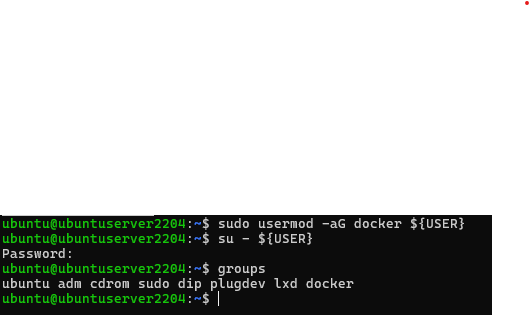 ubuntu@ubuntuserver2204:~$ sudo usermod -aG docker ${USER}
ubuntu@ubuntuserver2204:~$ su - ${USER}
Password:
ubuntu@ubuntuserver2204:~$ groups
ubuntu adm cdrom sudo dip plugdev lxd docker
ubuntu@ubuntuserver2204:~$